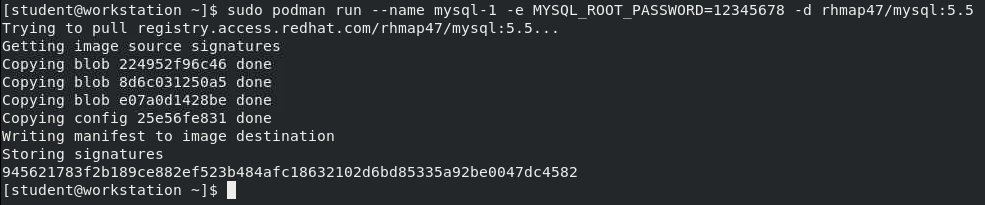 [student@workstation ~]$ sudo podman run --name mysql-1 -e MYSQL_ROOT_PASSWORD=12345678 -d rhmap47/mysql:5.5
Trying to pull registry.access.redhat.com/rhmap47/mysql:5.5...
Getting image source signatures
Copying blob 224952f96c46 done
Copying blob 8d6c031250a5 done
Copying blob e07a0d1428be done
Copying config 25e56fe831 done
Writing manifest to image destination
Storing signatures
945621783f2b189ce882ef523b484afc18632102d6bd85335a92be0047dc4582
[student@workstation ~]$